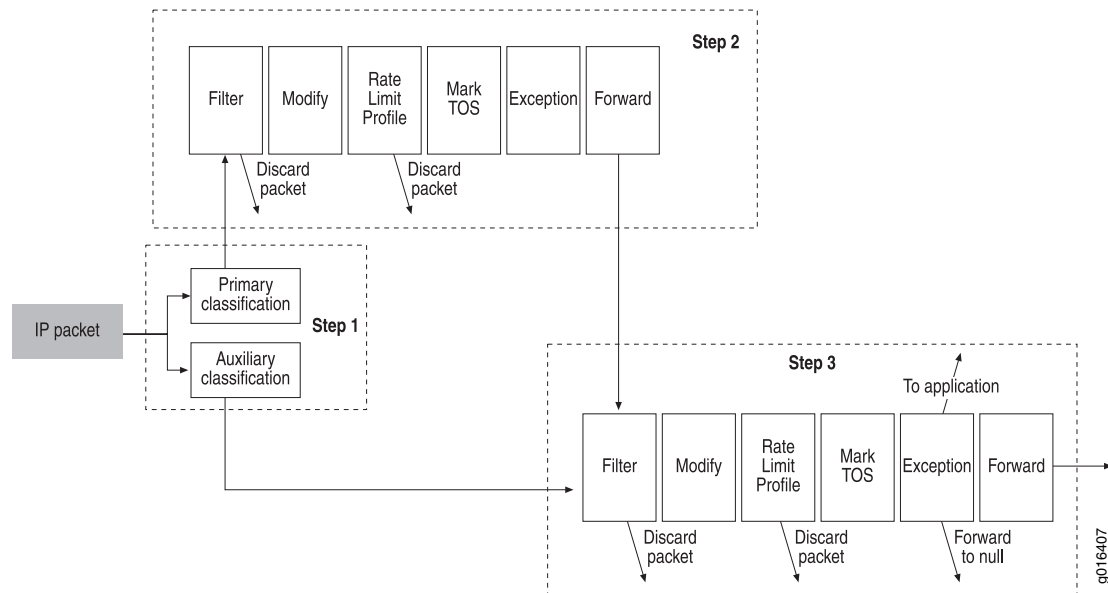 Step 2
Filter
Modify
Rate
Limit
Profile
Mark
TOS
Exception
Forward
Discard
packet
Discard
packet
IP packet
Primary
classification
Auxiliary
classification
Step 1
Step 3
To application
Filter
Modify
Rate
Limit
Profile
Mark
TOS
Exception
Forward
Discard
packet
Discard
packet
Forward
to null
g016407